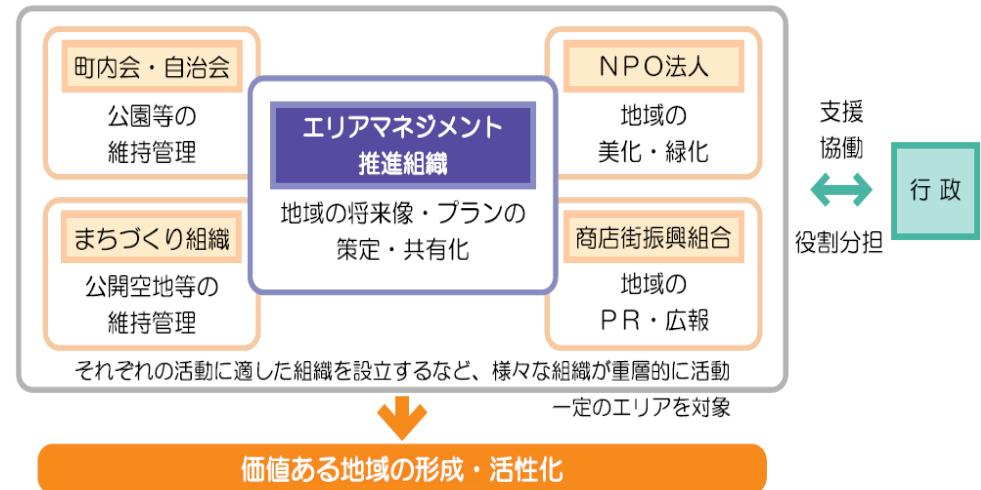 町内会・自治会
公園等の
維持管理
NPO法人
地域の
美化・緑化
エリアマネジメント
推進組織
地域の将来像・プランの
策定・共有化
まちづくり組織
公開空地等の
維持管理
商店街振興組合
地域の
PR・広報
それぞれの活動に適した組織を設立するなど、様々な組織が重層的に活動
一定のエリアを対象
支援
協働
役割分担
行政
価値ある地域の形成・活性化